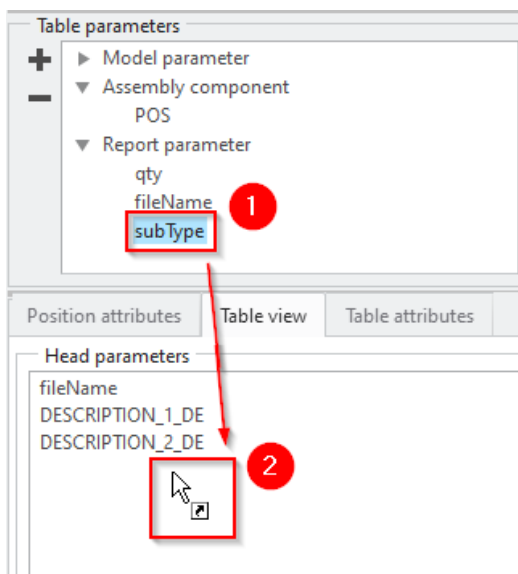 Table parameters
Model parameter
Assembly component
POS
Report parameter
qty
fileName
1
subType
Position attributes
Table view
Table attributes
Head parameters
fileName
DESCRIPTION_1_DE
DESCRIPTION_2_DE
2